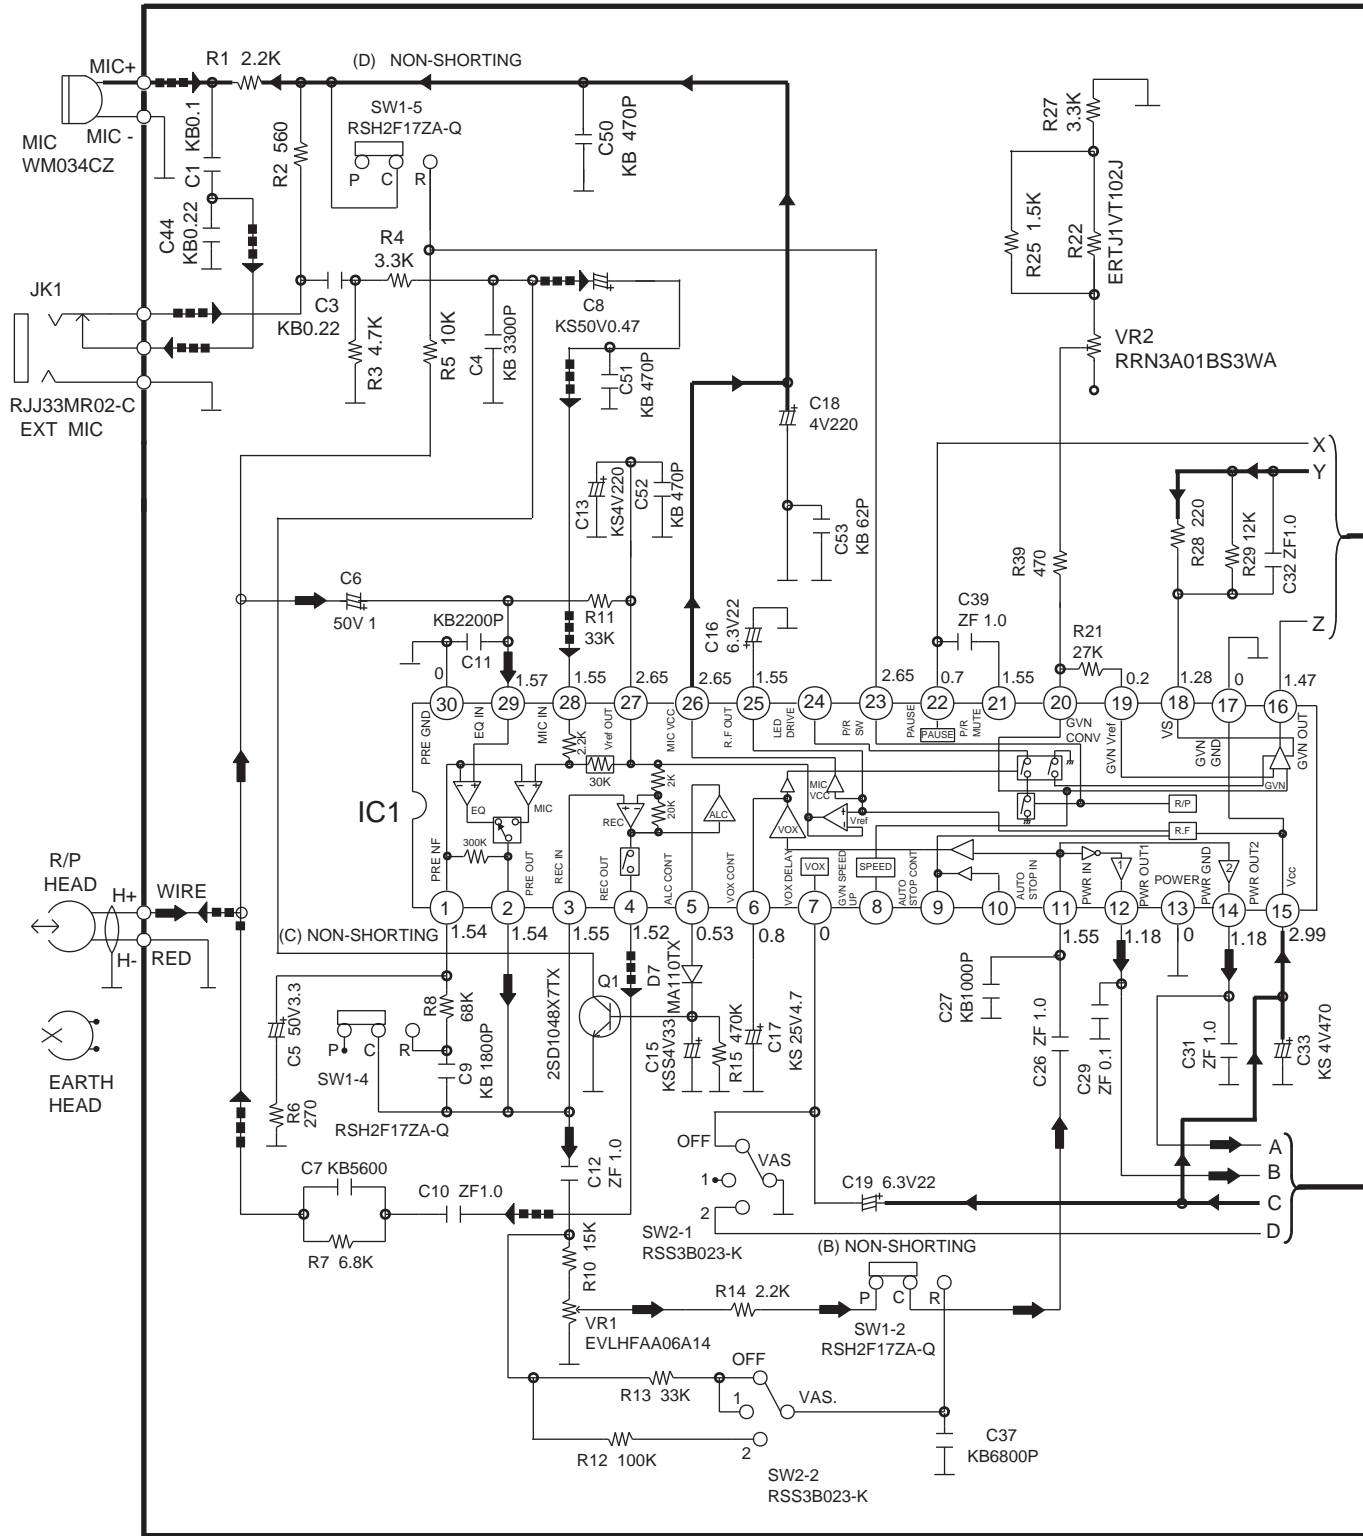 R1 2.2K
(D) NON-SHORTING
MIC+
MIC -
MIC
WM034CZ
C1 KB0.1
C44
KB0.22
R2 560
SW1-5
RSH2F17ZA-Q
P C R
C50
KB 470P
R27
3.3K
R25 1.5K
R22
ERTJ1VT102J
R4
3.3K
JK1
C3
KB0.22
C8
KS50V0.47
R3 4.7K
R5 10K
C4
KB 3300P
C51
KB 470P
VR2
RRN3A01BS3WA
RJJ33MR02-C
EXT MIC
C18
4V220
X
Y
Z
C13
KS4V220
C52
KB 470P
C53
KB 62P
R28 220
R29 12K
C32 ZF1.0
R39
470
C6
50V 1
KB2200P
C11
R11
33K
C16
6.3V22
C39
ZF 1.0
R21
27K
0 1.57 1.55 2.65 2.65 1.55 2.65 0.7 1.55 0.2 1.28 0 1.47
30 29 28 27 26 25 24 23 22 21 20 19 18 17 16
PRE GND
EQ IN
MIC IN
Vref OUT
MIC VCC
R.F OUT
LED
DRIVE
P/R
SW
PAUSE
PAUSE
P/R
MUTE
GVN
CONV
GVN Vref
VS
GVN
GND
GVN OUT
2.2K
30K
2K
20K
IC1
EQ
MIC
REC
ALC
MIC
VCC
VOX
Vref
GVN
R/P
R.F
300K
VOX
SPEED
1
2
PRE NF
PRE OUT
REC IN
REC OUT
ALC CONT
VOX CONT
VOX DELAY
GVN SPEED
UP
AUTO
STOP CONT
AUTO
STOP IN
PWR IN
PWR OUT1
POWER
PWR GND
PWR OUT2
Vcc
1 2 3 4 5 6 7 8 9 10 11 12 13 14 15
1.54 1.54 1.55 1.52 0.53 0.8 0 1.55 1.18 0 1.18 2.99
R/P
HEAD
H+
WIRE
H-
RED
(C) NON-SHORTING
EARTH
HEAD
C5 50V3.3
R6
270
P C R
SW1-4
RSH2F17ZA-Q
R8
68K
C9
KB 1800P
2SD1048X7TX
Q1
D7
MA110TX
C15
KSS4V33
R15 470K
C17
KS 25V4.7
C27
KB1000P
C26 ZF 1.0
C29
ZF 0.1
C31
ZF 1.0
C33
KS 4V470
C7 KB5600
R7 6.8K
C10 ZF1.0
C12
ZF 1.0
OFF
1
2
VAS
SW2-1
RSS3B023-K
C19 6.3V22
A
B
C
D
R10 15K
(B) NON-SHORTING
VR1
EVLHFAA06A14
R14 2.2K
P C R
SW1-2
RSH2F17ZA-Q
OFF
1
2
VAS.
R13 33K
R12 100K
SW2-2
RSS3B023-K
C37
KB6800P